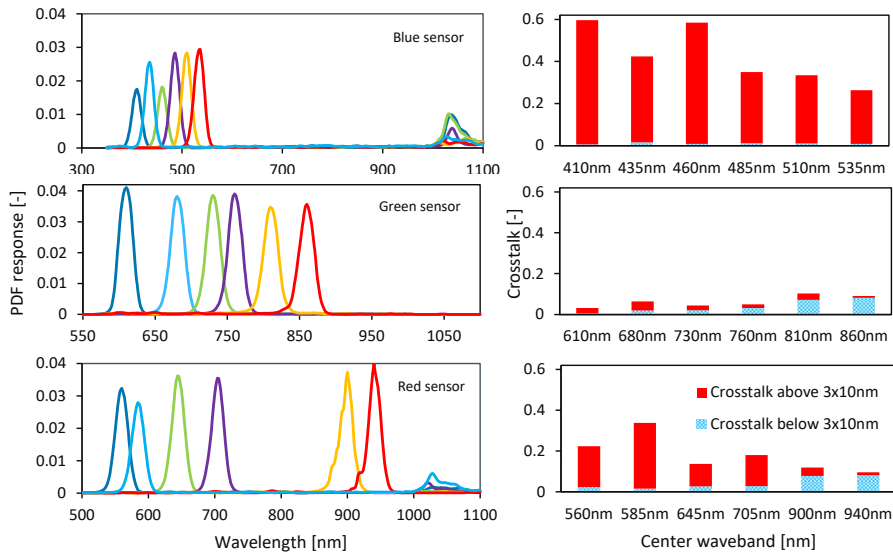 0.04
0.03
0.02
0.01
0
Blue sensor
300 500 700 900 1100
0.6
0.4
0.2
0
410nm 435nm 460nm 485nm 510nm 535nm
PDF response [-]
0.04
0.03
0.02
0.01
0
Green sensor
550 650 750 850 950 1050
Crosstalk [-]
0.6
0.4
0.2
0
610nm 680nm 730nm 760nm 810nm 860nm
0.04
0.03
0.02
0.01
0
Red sensor
500 600 700 800 900 1000 1100
Wavelength [nm]
0.6
0.4
0.2
0
Crosstalk above 3x10nm
Crosstalk below 3x10nm
560nm 585nm 645nm 705nm 900nm 940nm
Center waveband [nm]